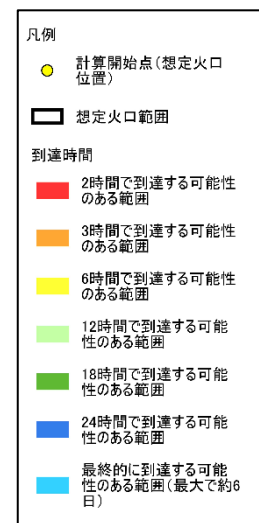 凡例
計算開始点(想定火口
位置)
想定火口範囲
到達時間
2時間で到達する可能性
のある範囲
3時間で到達する可能性
のある範囲
6時間で到達する可能性
のある範囲
12時間で到達する可能
性のある範囲
18時間で到達する可能
性のある範囲
24時間で到達する可能
性のある範囲
最終的に到達する可能
性のある範囲(最大で約6
日)